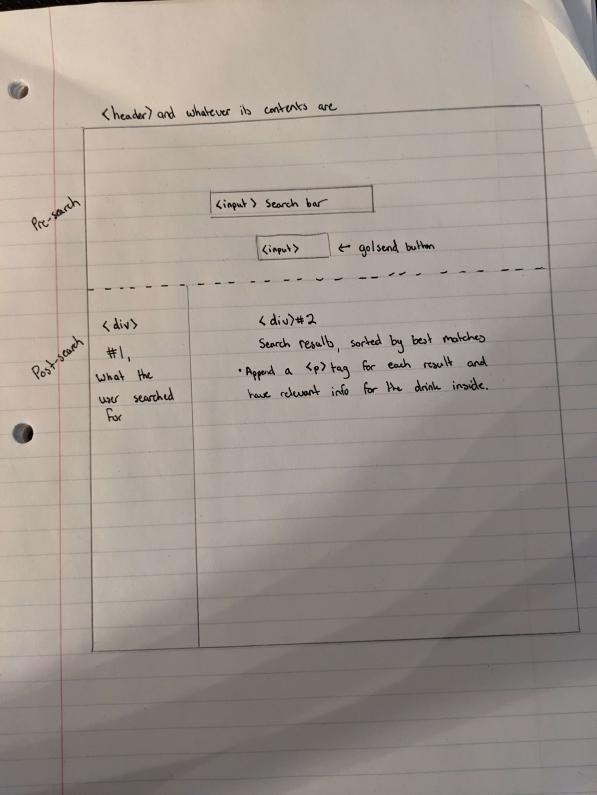 <header> and whatever its contents are
Pre-search
<input> Search bar
<input> ← go/send button
Post-search
<div>
#1,
What the
user searched
for
<div>#2
Search results, sorted by best matches
• Append a <p> tag for each result and
have relevant info for the drink inside.